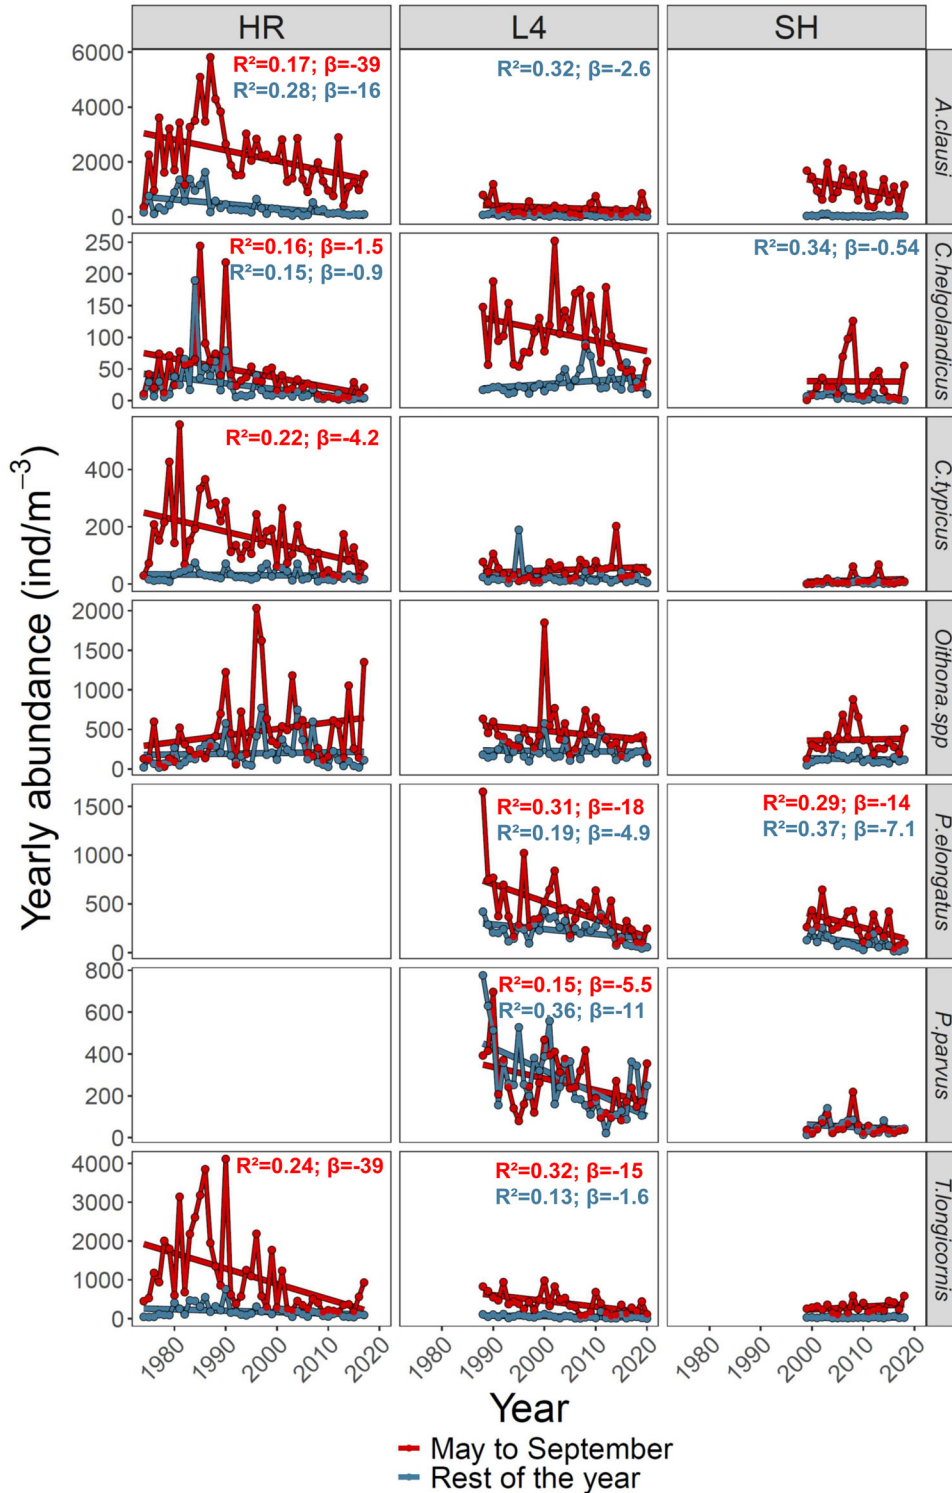 HR L4 SH
6000
4000
2000
0
R²=0.17; β=-39
R²=0.28; β=-16
R²=0.32; β=-2.6
A.clausi
250
200
150
100
50
0
R²=0.16; β=-1.5
R²=0.15; β=-0.9
R²=0.34; β=-0.54
C.helgolandicus
400
200
0
R²=0.22; β=-4.2
C.typicus
2000
1500
1000
500
0
Oithona.spp
1500
1000
500
0
R²=0.31; β=-18
R²=0.19; β=-4.9
R²=0.29; β=-14
R²=0.37; β=-7.1
P.elongatus
800
600
400
200
0
R²=0.15; β=-5.5
R²=0.36; β=-11
P.parvus
4000
3000
2000
1000
0
R²=0.24; β=-39
R²=0.32; β=-15
R²=0.13; β=-1.6
T.longicornis
Yearly abundance (ind/m⁻³)
1980 1990 2000 2010 2020 1980 1990 2000 2010 2020 1980 1990 2000 2010 2020
Year
May to September
Rest of the year